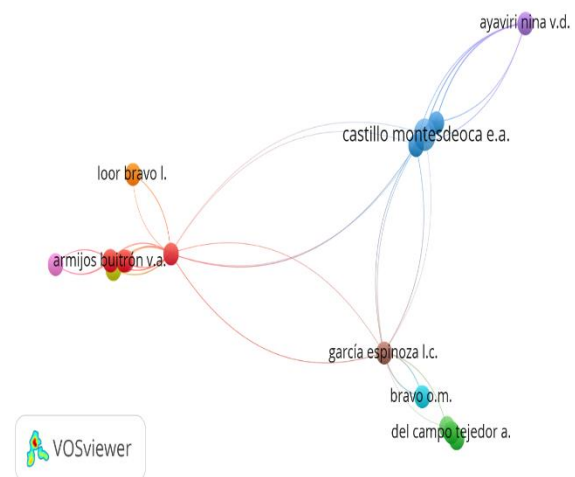 ayaviri nina v.d.
castillo montesdeoca e.a.
loor bravo l.
armijos buitrón v.a.
garcía espinoza l.c.
bravo o.m.
del campo tejedor a.
VOSviewer